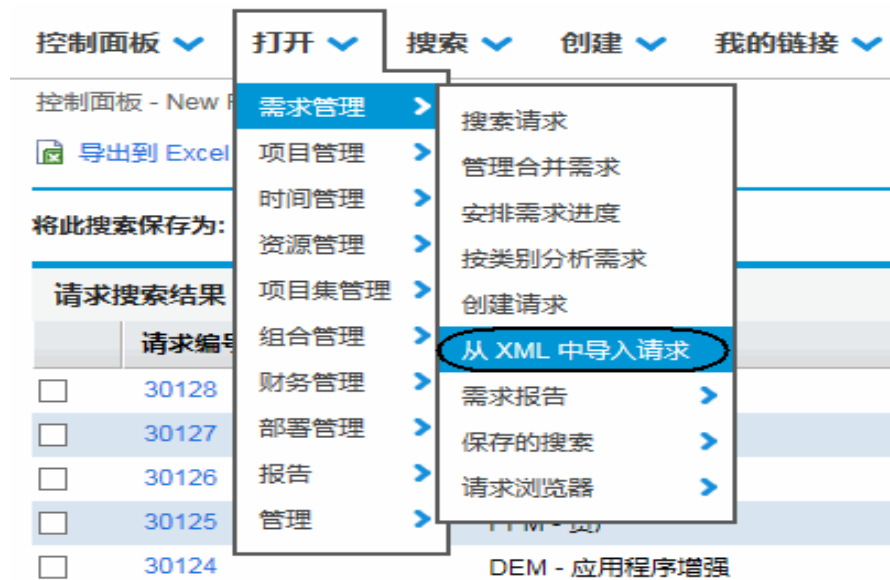 控制面板 打开 搜索 创建 我的链接
控制面板 - New
导出到 Excel
将此搜索保存为:
请求搜索结果
请求编号
30128
30127
30126
30125
30124
需求管理
项目管理
时间管理
资源管理
项目集管理
组合管理
财务管理
部署管理
报告
管理
搜索请求
管理合并需求
安排需求进度
按类别分析需求
创建请求
从 XML 中导入请求
需求报告
保存的搜索
请求浏览器
DEM - 应用程序增强